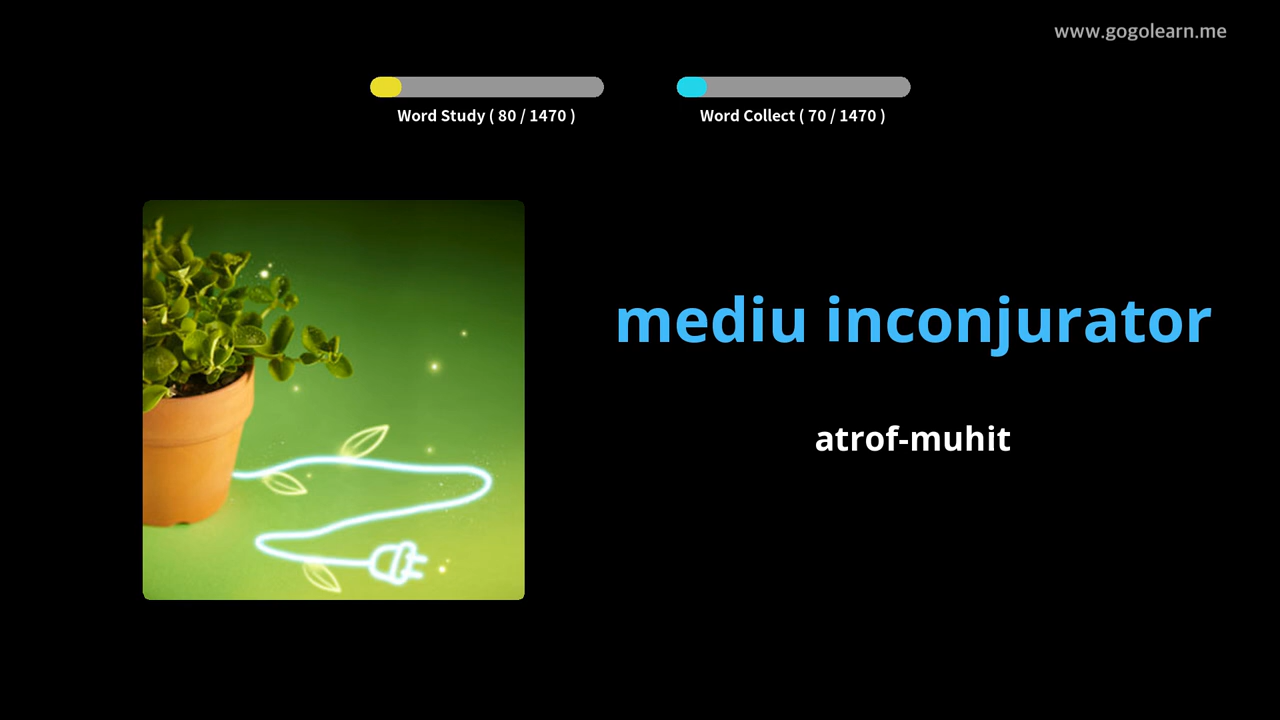 www.gogolearn.me
Word Study ( 80 / 1470 )
Word Collect ( 70 / 1470 )
mediu inconjurator
atrof-muhit